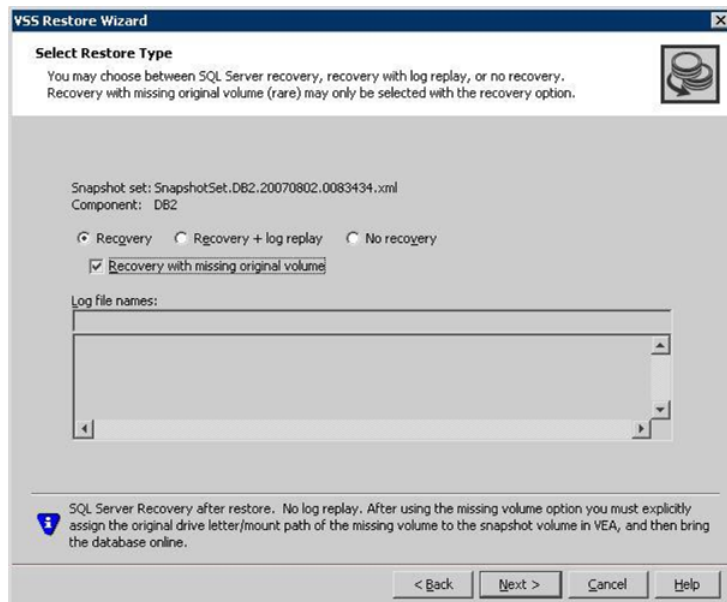 VSS Restore Wizard
Select Restore Type
You may choose between SQL Server recovery, recovery with log replay, or no recovery.
Recovery with missing original volume (rare) may only be selected with the recovery option.
Snapshot set: SnapshotSet.DB2.20070802.0083434.xml
Component: DB2
Recovery Recovery + log replay No recovery
Recovery with missing original volume
Log file names:
SQL Server Recovery after restore. No log replay. After using the missing volume option you must explicitly
assign the original drive letter/mount path of the missing volume to the snapshot volume in VEA, and then bring
the database online.
< Back Next > Cancel Help